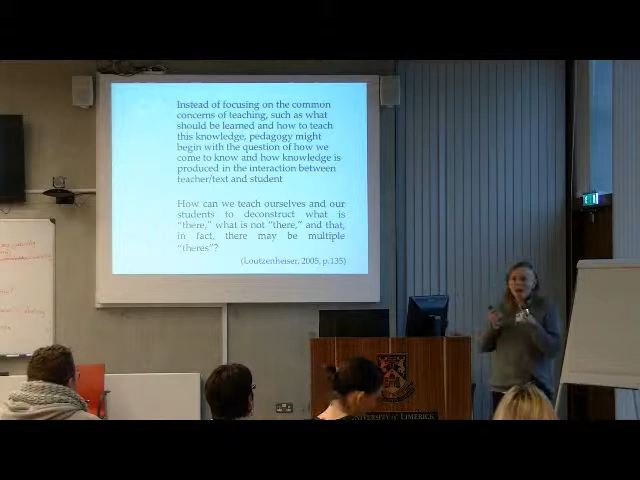 Instead of focusing on the common
concerns of teaching, such as what
should be learned and how to teach
this knowledge, pedagogy might
begin with the question of how we
come to know and how knowledge is
produced in the interaction between
teacher/text and student
How can we teach ourselves and our
students to deconstruct what is
"there," what is not "there," and that,
in fact, there may be multiple
"theres"?
(Loutzenheiser, 2005, p.135)
UNIVERSITY of LIMERICK